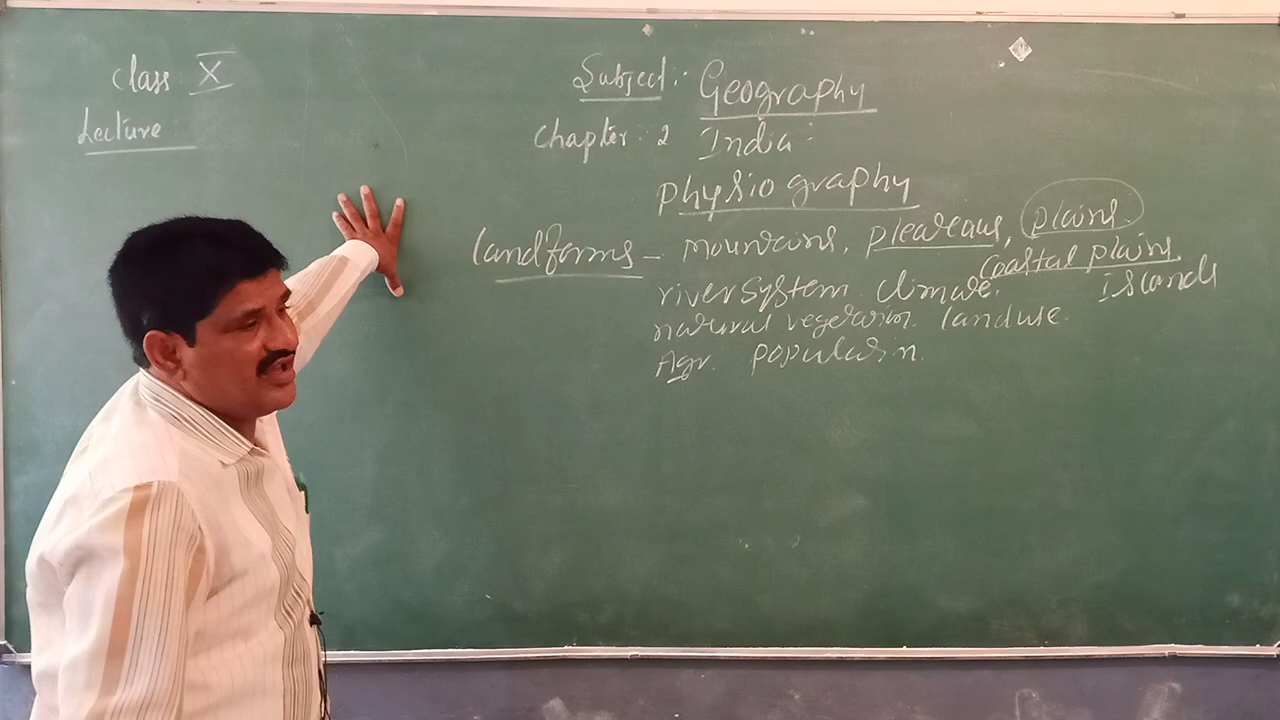 Class: X
Lecture
Subject:- Geography
Chapter: 2 India:
physiography
landforms - mountains, pleateaus, plains.
Coastal plains
river system. climate. islands
natural vegetation. landuse.
Agr. population.